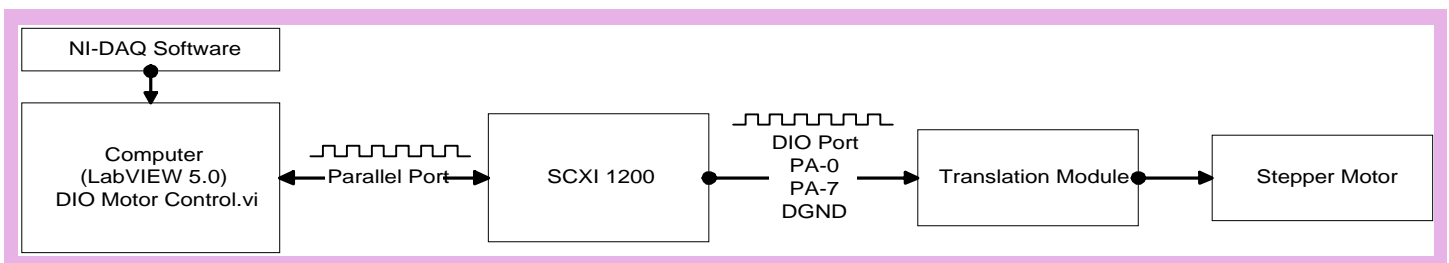 NI-DAQ Software
Computer
(LabVIEW 5.0)
DIO Motor Control.vi
Parallel Port
SCXI 1200
DIO Port
PA-0
PA-7
DGND
Translation Module
Stepper Motor